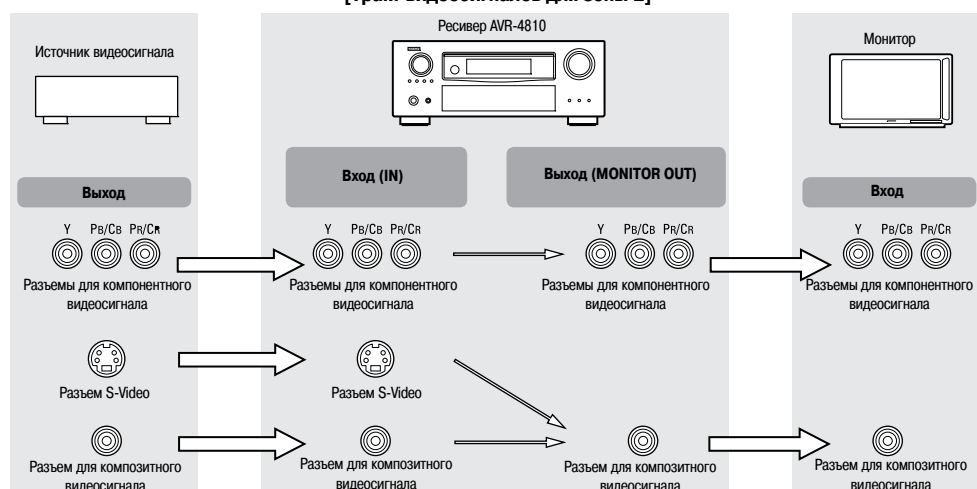 Источник видеосигнала
Ресивер AVR-4810
Монитор
Выход
Вход (IN)
Выход (MONITOR OUT)
Вход
Y PB/CB PR/CR
Y PB/CB PR/CR
Y PB/CB PR/CR
Y PB/CB PR/CR
Разъемы для компонентного
видеосигнала
Разъемы для компонентного
видеосигнала
Разъемы для компонентного
видеосигнала
Разъемы для компонентного
видеосигнала
Разъем S-Video
Разъем S-Video
Разъем для композитного
видеосигнала
Разъем для композитного
видеосигнала
Разъем для композитного
видеосигнала
Разъем для композитного
видеосигнала